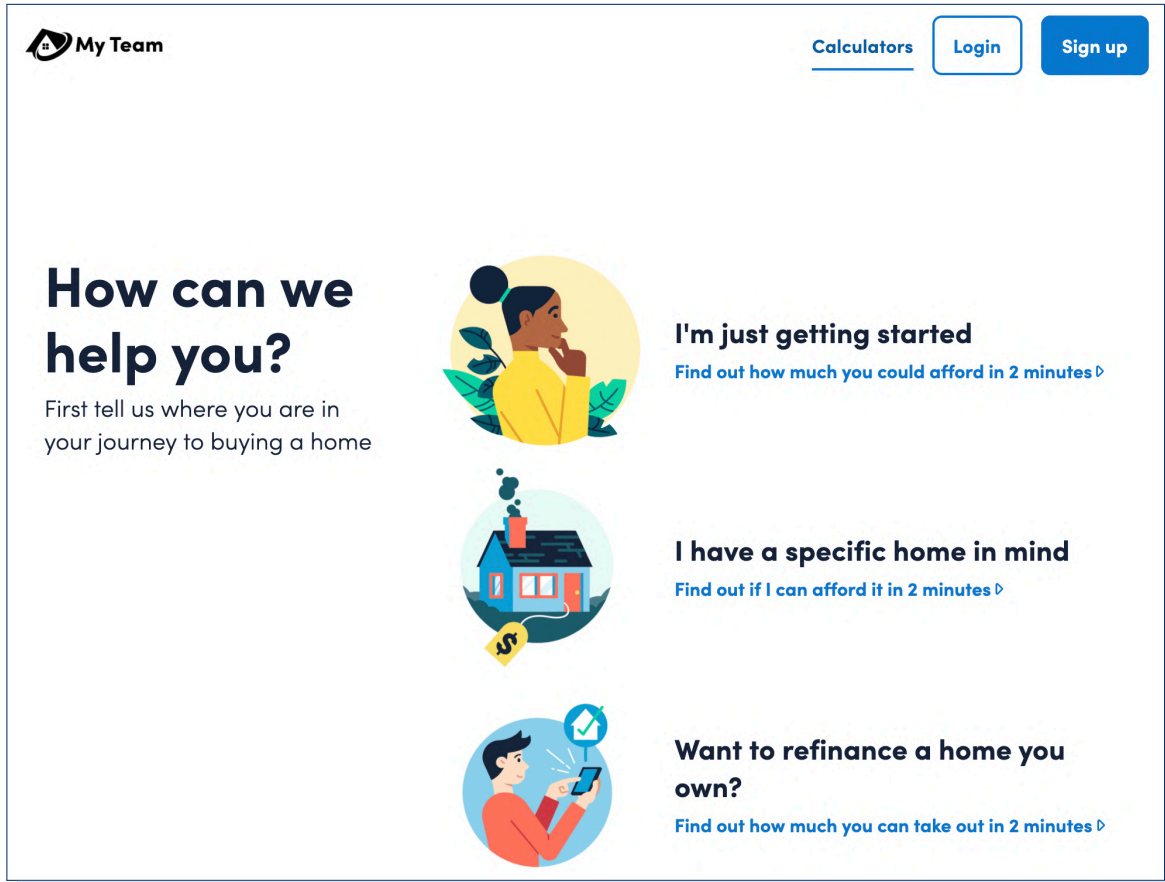 My Team
Calculators
Login
Sign up
How can we
help you?
First tell us where you are in
your journey to buying a home
I'm just getting started
Find out how much you could afford in 2 minutes
I have a specific home in mind
Find out if I can afford it in 2 minutes
$
Want to refinance a home you
own?
Find out how much you can take out in 2 minutes